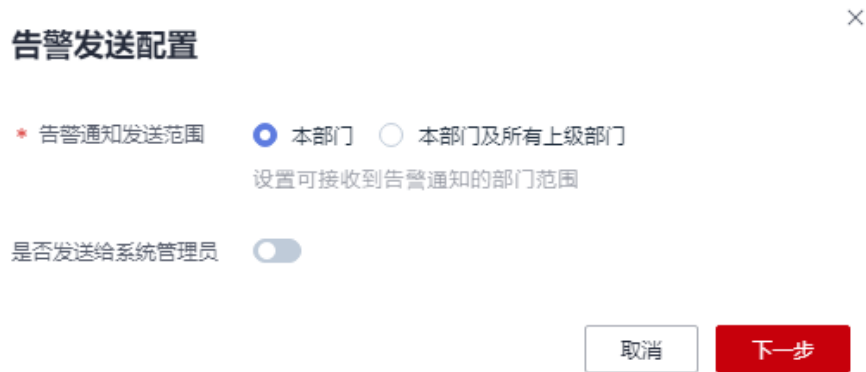 告警发送配置
* 告警通知发送范围 本部门 本部门及所有上级部门
设置可接收到告警通知的部门范围
是否发送给系统管理员
取消 下一步